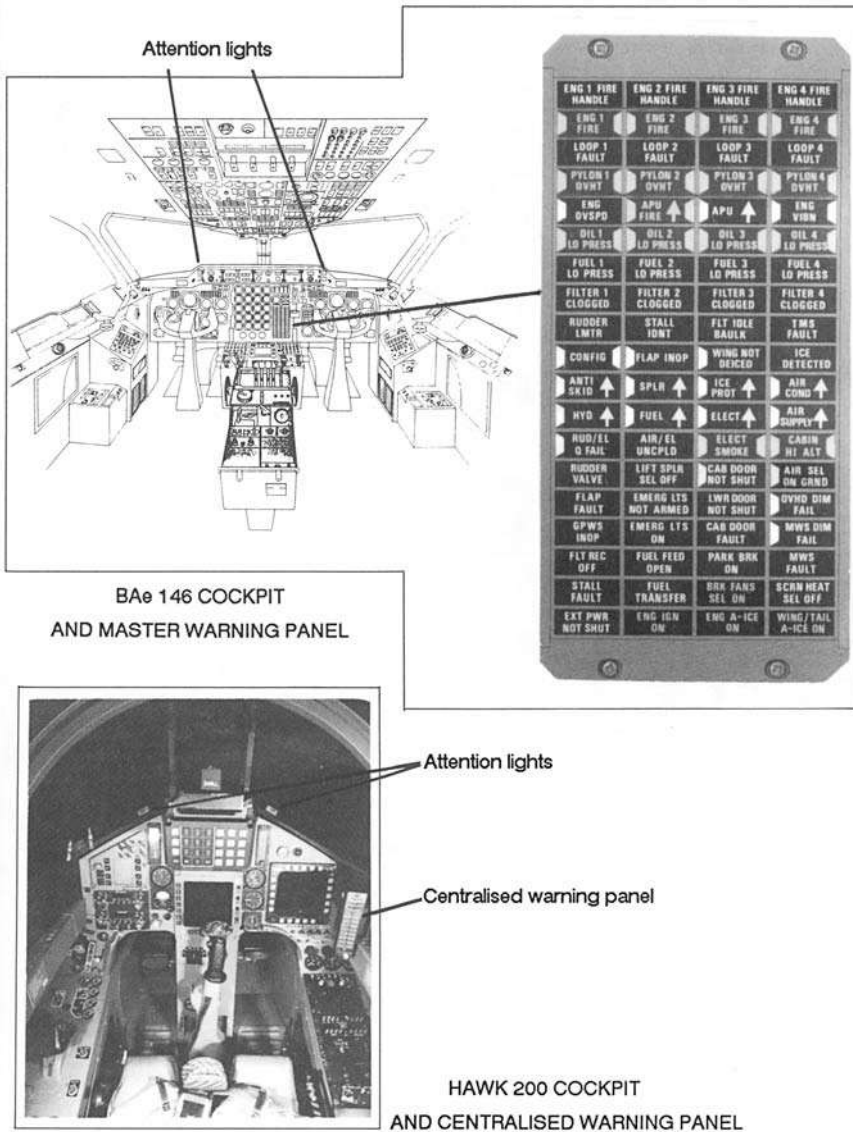 Attention lights
ENG 1 FIRE HANDLE
ENG 2 FIRE HANDLE
ENG 3 FIRE HANDLE
ENG 4 FIRE HANDLE
ENG 1 FIRE
ENG 2 FIRE
ENG 3 FIRE
ENG 4 FIRE
LOOP 1 FAULT
LOOP 2 FAULT
LOOP 3 FAULT
LOOP 4 FAULT
PYLON 1 OVHT
PYLON 2 OVHT
PYLON 3 OVHT
PYLON 4 OVHT
ENG OVSPD
APU FIRE
APU
ENG VIBN
OIL 1 LO PRESS
OIL 2 LO PRESS
OIL 3 LO PRESS
OIL 4 LO PRESS
FUEL 1 LO PRESS
FUEL 2 LO PRESS
FUEL 3 LO PRESS
FUEL 4 LO PRESS
FILTER 1 CLOGGED
FILTER 2 CLOGGED
FILTER 3 CLOGGED
FILTER 4 CLOGGED
RUDDER LMTR
STALL IDNT
FLT IDLE BAULK
TMS FAULT
CONFIG
FLAP INOP
WING NOT DEICED
ICE DETECTED
ANTI SKID
SPLR
ICE PROT
AIR COND
HYD
FUEL
ELECT
AIR SUPPLY
RUD/EL Q FAIL
AIR/EL UNCPLD
ELECT SMOKE
CABIN HI ALT
RUDDER VALVE
LIFT SPLR SEL OFF
CAB DOOR NOT SHUT
AIR SEL ON GRND
FLAP FAULT
EMERG LTS NOT ARMED
LWR DOOR NOT SHUT
OVHD DIM FAIL
GPWS INOP
EMERG LTS ON
CAB DOOR FAULT
MWS DIM FAIL
FLT REC OFF
FUEL FEED OPEN
PARK BRK ON
MWS FAULT
STALL FAULT
FUEL TRANSFER
BRK FANS SEL ON
SCRN HEAT SEL OFF
EXT PWR NOT SHUT
ENG IGN ON
ENG A-ICE ON
WING/TAIL A-ICE ON
BAe 146 COCKPIT
AND MASTER WARNING PANEL
Attention lights
Centralised warning panel
HAWK 200 COCKPIT
AND CENTRALISED WARNING PANEL